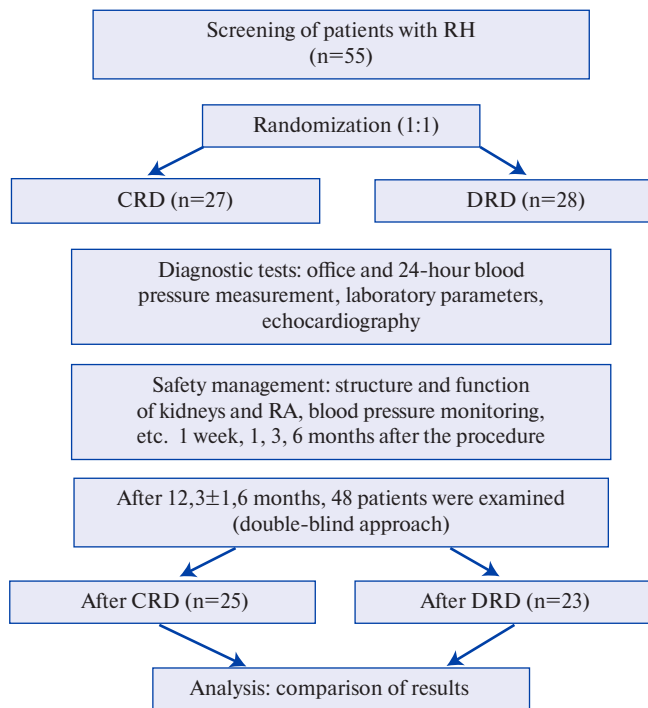 Screening of patients with RH
(n=55)
Randomization (1:1)
CRD (n=27)
DRD (n=28)
Diagnostic tests: office and 24-hour blood
pressure measurement, laboratory parameters,
echocardiography
Safety management: structure and function
of kidneys and RA, blood pressure monitoring,
etc. 1 week, 1, 3, 6 months after the procedure
After 12,3±1,6 months, 48 patients were examined
(double-blind approach)
After CRD (n=25)
After DRD (n=23)
Analysis: comparison of results